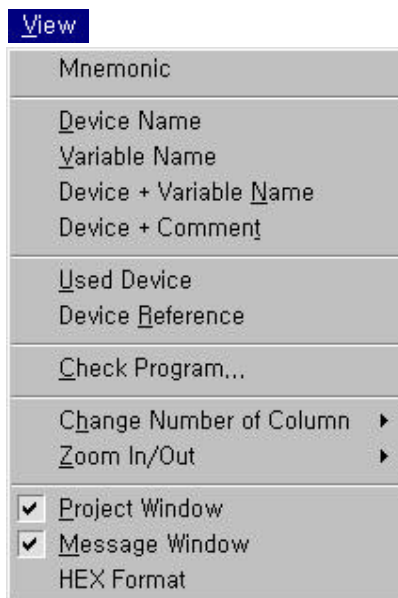 View
Mnemonic
Device Name
Variable Name
Device + Variable Name
Device + Comment
Used Device
Device Reference
Check Program...
Change Number of Column
Zoom In/Out
Project Window
Message Window
HEX Format